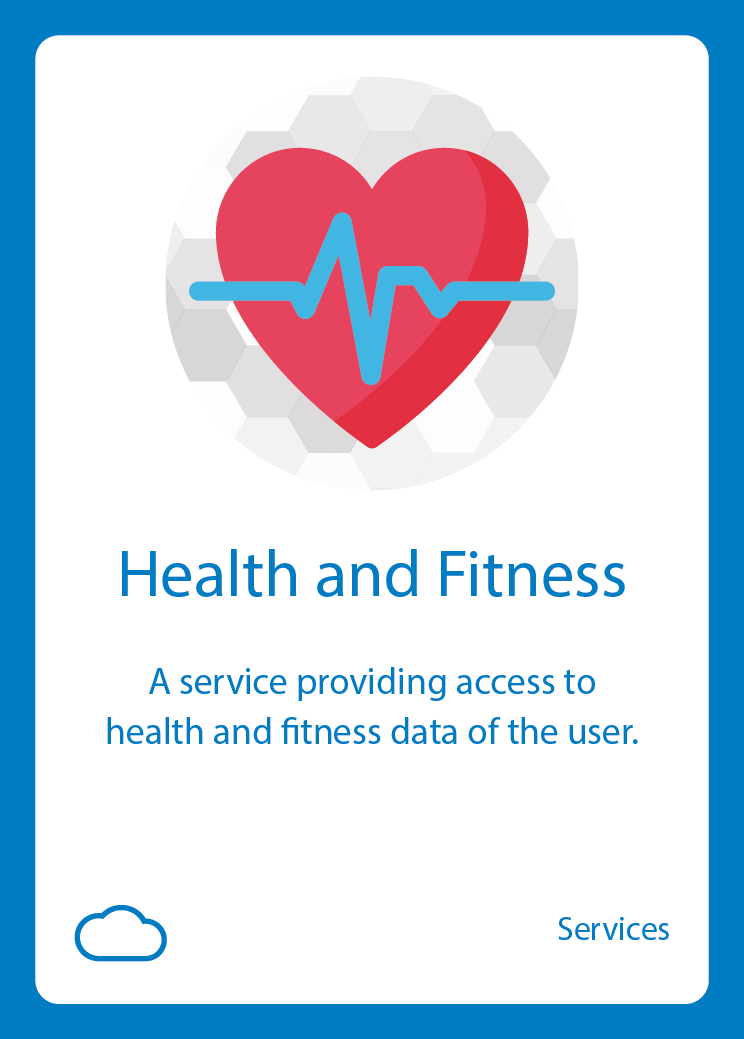 Health and Fitness
A service providing access to
health and fitness data of the user.
Services